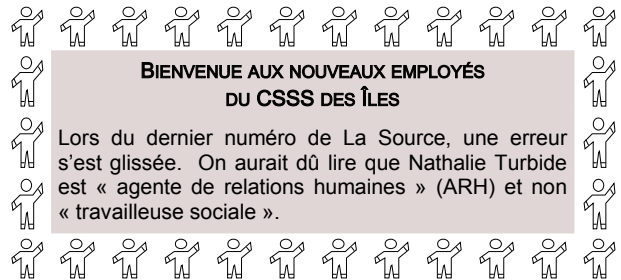 BIENVENUE AUX NOUVEAUX EMPLOYÉS
DU CSSS DES ÎLES
Lors du dernier numéro de La Source, une erreur
s’est glissée. On aurait dû lire que Nathalie Turbide
est « agente de relations humaines » (ARH) et non
« travailleuse sociale ».